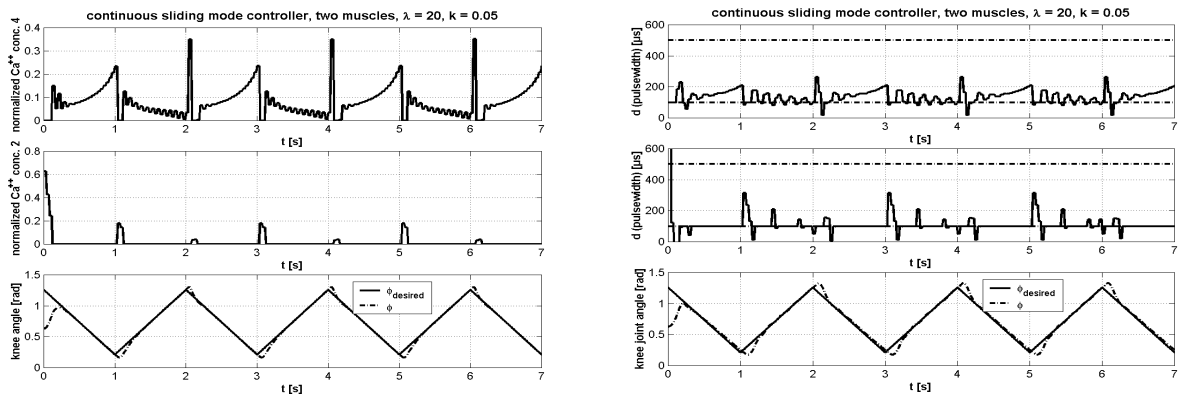 continuous sliding mode controller, two muscles, λ = 20, k = 0.05
normalized Ca++ conc. 4
0.4
0.3
0.2
0.1
0
0 1 2 3 4 5 6 7
t [s]
normalized Ca++ conc. 2
0.8
0.6
0.4
0.2
0
0 1 2 3 4 5 6 7
t [s]
knee angle [rad]
1.5
1
0.5
0
ϕdesired
ϕ
0 1 2 3 4 5 6 7
t [s]
continuous sliding mode controller, two muscles, λ = 20, k = 0.05
d (pulsewidth) [µs]
600
500
400
300
200
100
0
0 1 2 3 4 5 6 7
t [s]
d (pulsewidth) [µs]
600
400
200
0
0 1 2 3 4 5 6 7
t [s]
knee joint angle [rad]
1.5
1
0.5
0
ϕdesired
ϕ
0 1 2 3 4 5 6 7
t [s]